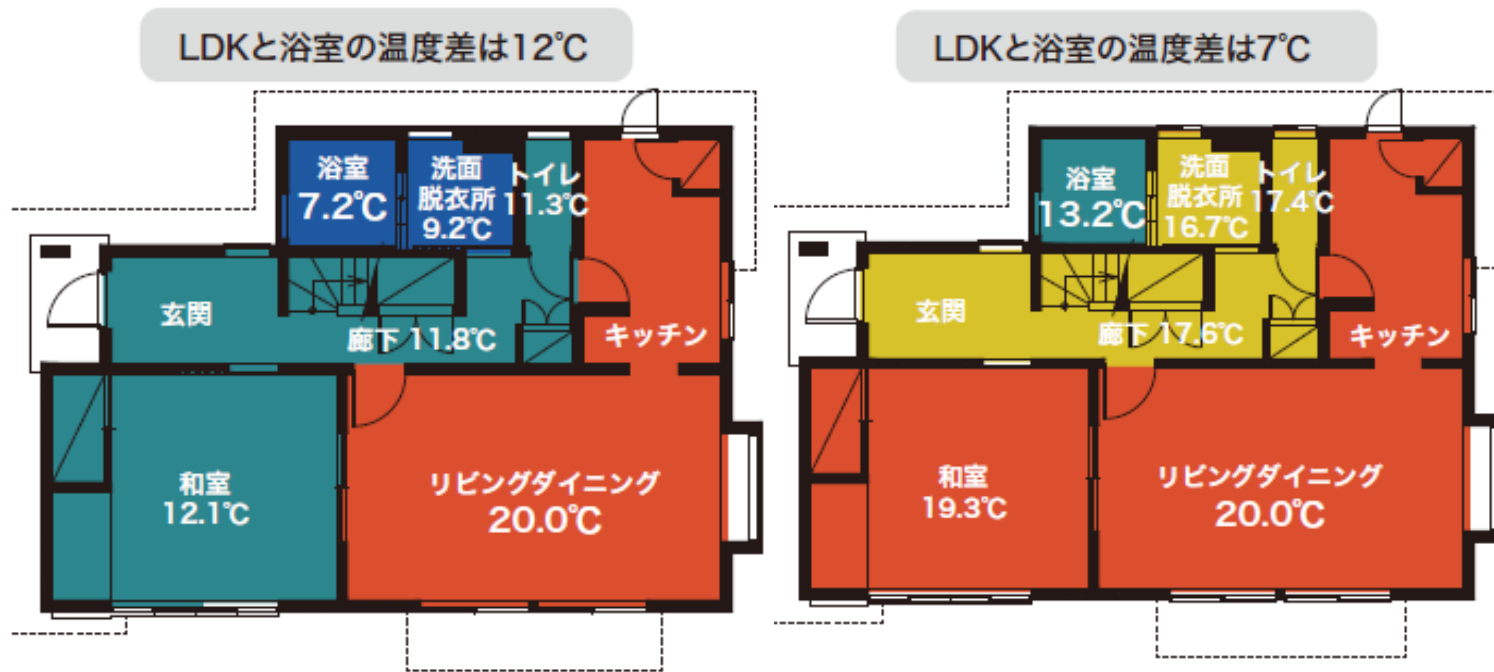 LDKと浴室の温度差は12℃
浴室
7.2℃
洗面
脱衣所
9.2℃
トイレ
11.3℃
玄関
廊下 11.8℃
キッチン
和室
12.1℃
リビングダイニング
20.0℃
LDKと浴室の温度差は7℃
浴室
13.2℃
洗面
脱衣所
16.7℃
トイレ
17.4℃
玄関
廊下 17.6℃
キッチン
和室
19.3℃
リビングダイニング
20.0℃